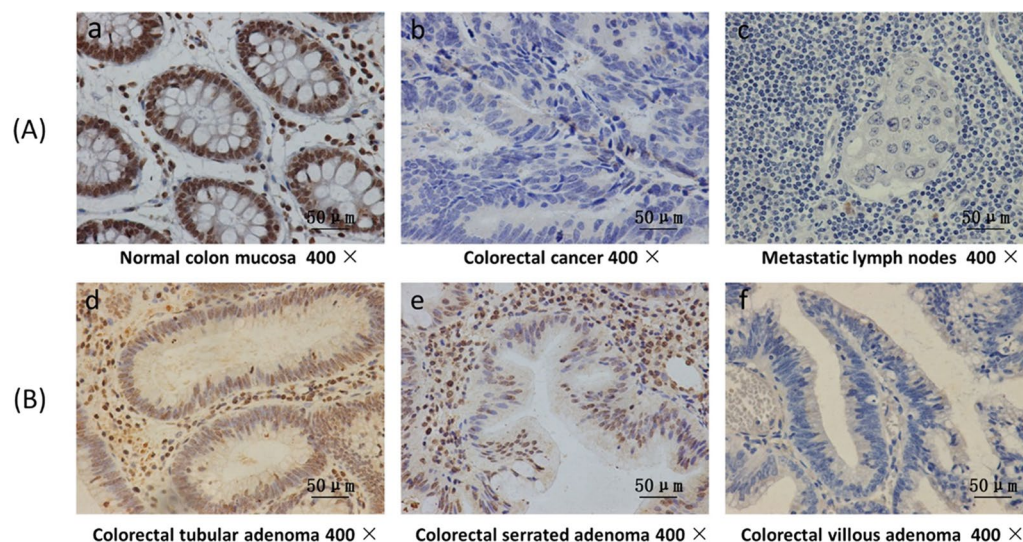 (A)
a
50 μm
Normal colon mucosa 400 ×
b
50 μm
Colorectal cancer 400 ×
c
50 μm
Metastatic lymph nodes 400 ×
(B)
d
50 μm
Colorectal tubular adenoma 400 ×
e
50 μm
Colorectal serrated adenoma 400 ×
f
50 μm
Colorectal villous adenoma 400 ×